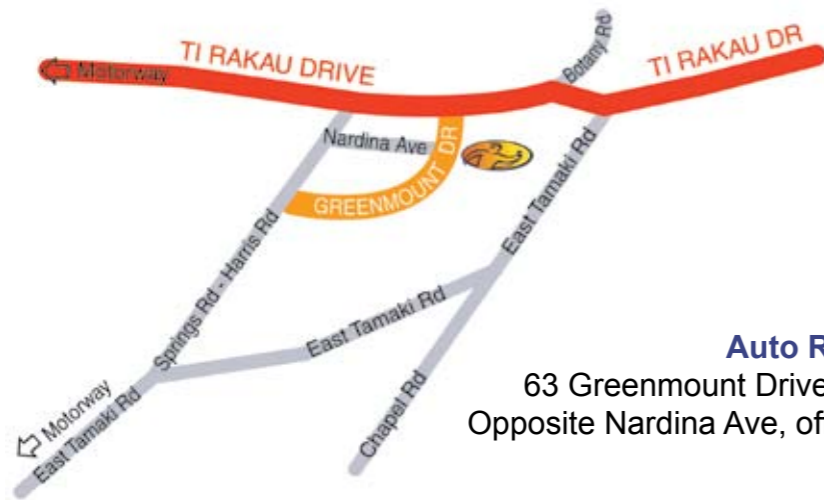 Botany Rd
TI RAKAU DRIVE
TI RAKAU DR
Motorway
Nardina Ave
GREENMOUNT DR
East Tamaki Rd
Springs Rd - Harris Rd
East Tamaki Rd
Auto R
63 Greenmount Drive
Chapel Rd
Opposite Nardina Ave, of
Motorway
East Tamaki Rd